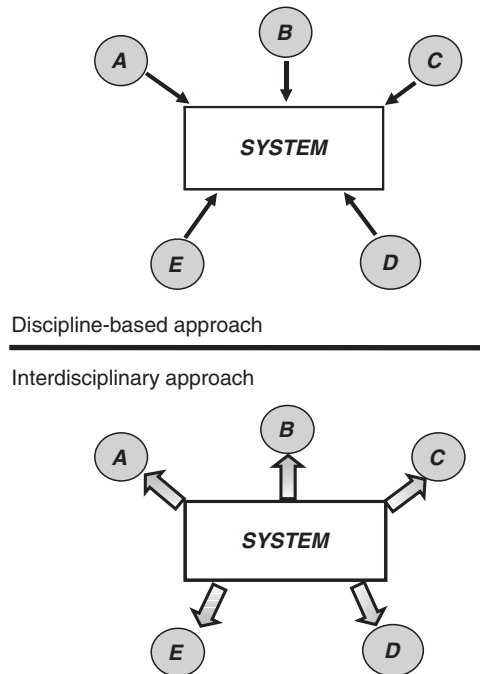 B
A
C
SYSTEM
E
D
Discipline-based approach
Interdisciplinary approach
B
A
C
SYSTEM
E
D